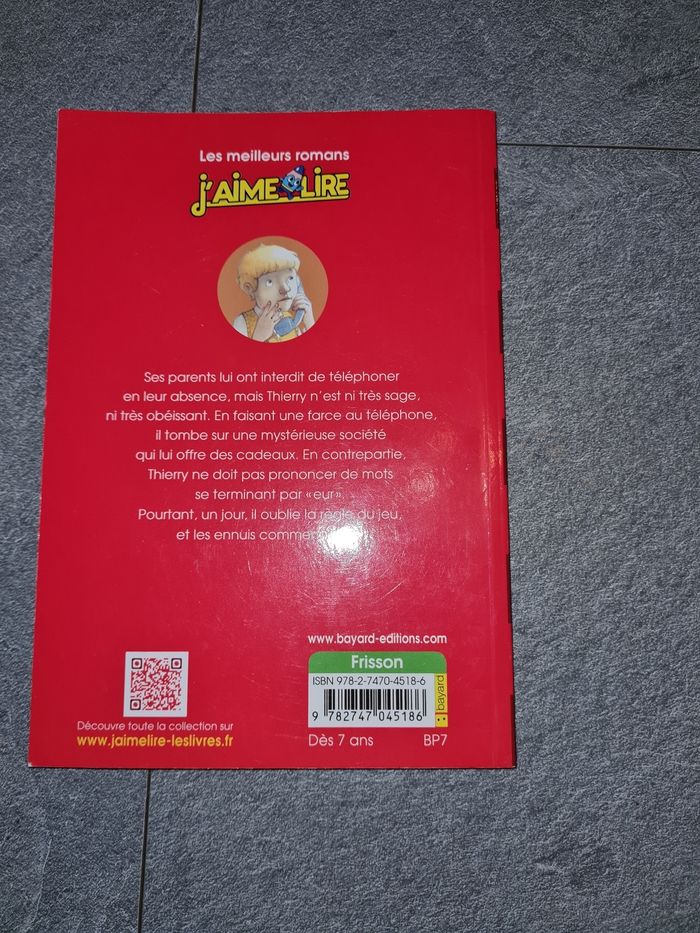 Les meilleurs romans
J'AIME LIRE
Ses parents lui ont interdit de téléphoner
en leur absence, mais Thierry n'est ni très sage,
ni très obéissant. En faisant une farce au téléphone,
il tombe sur une mystérieuse société
qui lui offre des cadeaux. En contrepartie,
Thierry ne doit pas prononcer de mots
se terminant par «eur».
Pourtant, un jour, il oublie la règle du jeu,
et les ennuis
www.bayard-editions.com
Frisson
ISBN 978-2-7470-4518-6
bayard
9 782747 045186
Découvre toute la collection sur
www.jaimelire-leslivres.fr
Dès 7 ans BP7